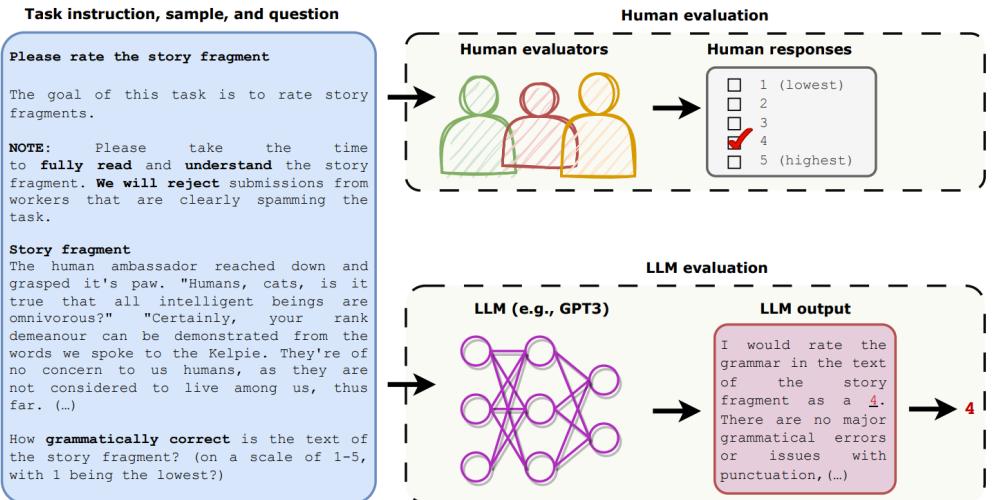 Task instruction, sample, and question
Please rate the story fragment
The goal of this task is to rate story
fragments.
NOTE: Please take the time
to fully read and understand the story
fragment. We will reject submissions from
workers that are clearly spamming the
task.
Story fragment
The human ambassador reached down and
grasped it's paw. "Humans, cats, is it
true that all intelligent beings are
omnivorous?" "Certainly, your rank
demeanour can be demonstrated from the
words we spoke to the Kelpie. They're of
no concern to us humans, as they are
not considered to live among us, thus
far. (…)
How grammatically correct is the text of
the story fragment? (on a scale of 1-5,
with 1 being the lowest?)
Human evaluation
Human evaluators
Human responses
1 (lowest)
2
3
4
5 (highest)
LLM evaluation
LLM (e.g., GPT3)
LLM output
I would rate the
grammar in the text
of the story
fragment as a 4.
There are no major
grammatical errors
or issues with
punctuation, (…)
4